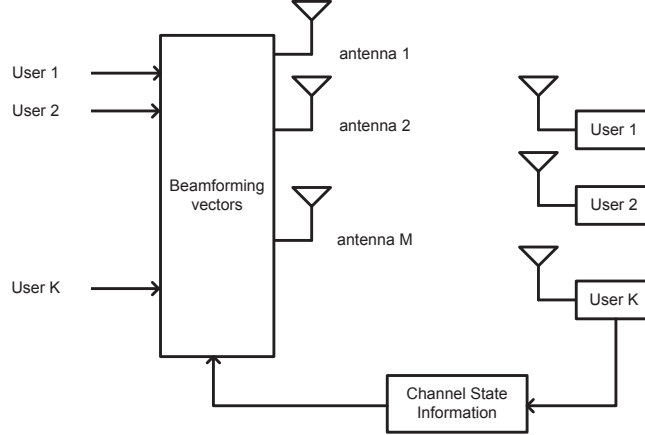 antenna 1
User 1
User 2
antenna 2
User 1
Beamforming
vectors
User 2
antenna M
User K
User K
Channel State
Information